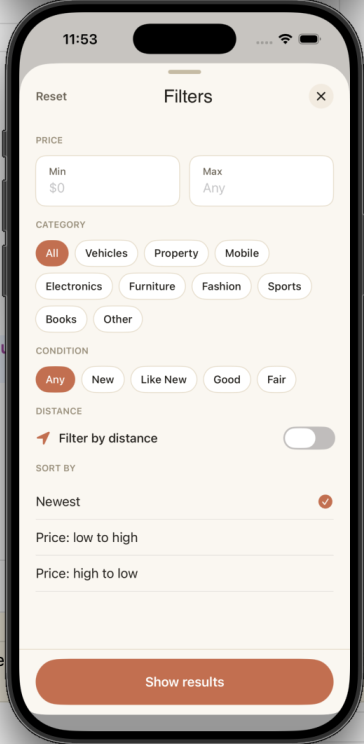 11:53
Reset Filters
PRICE
Min Max
$0 Any
CATEGORY
All Vehicles Property Mobile
Electronics Furniture Fashion Sports
Books Other
CONDITION
Any New Like New Good Fair
DISTANCE
Filter by distance
SORT BY
Newest
Price: low to high
Price: high to low
Show results